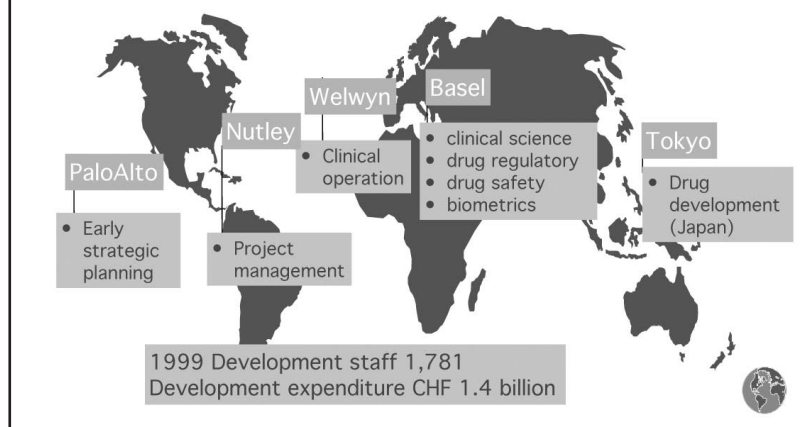 PaloAlto
• Early
strategic
planning
Nutley
• Project
management
Welwyn
• Clinical
operation
Basel
• clinical science
• drug regulatory
• drug safety
• biometrics
Tokyo
• Drug
development
(Japan)
1999 Development staff 1,781
Development expenditure CHF 1.4 billion